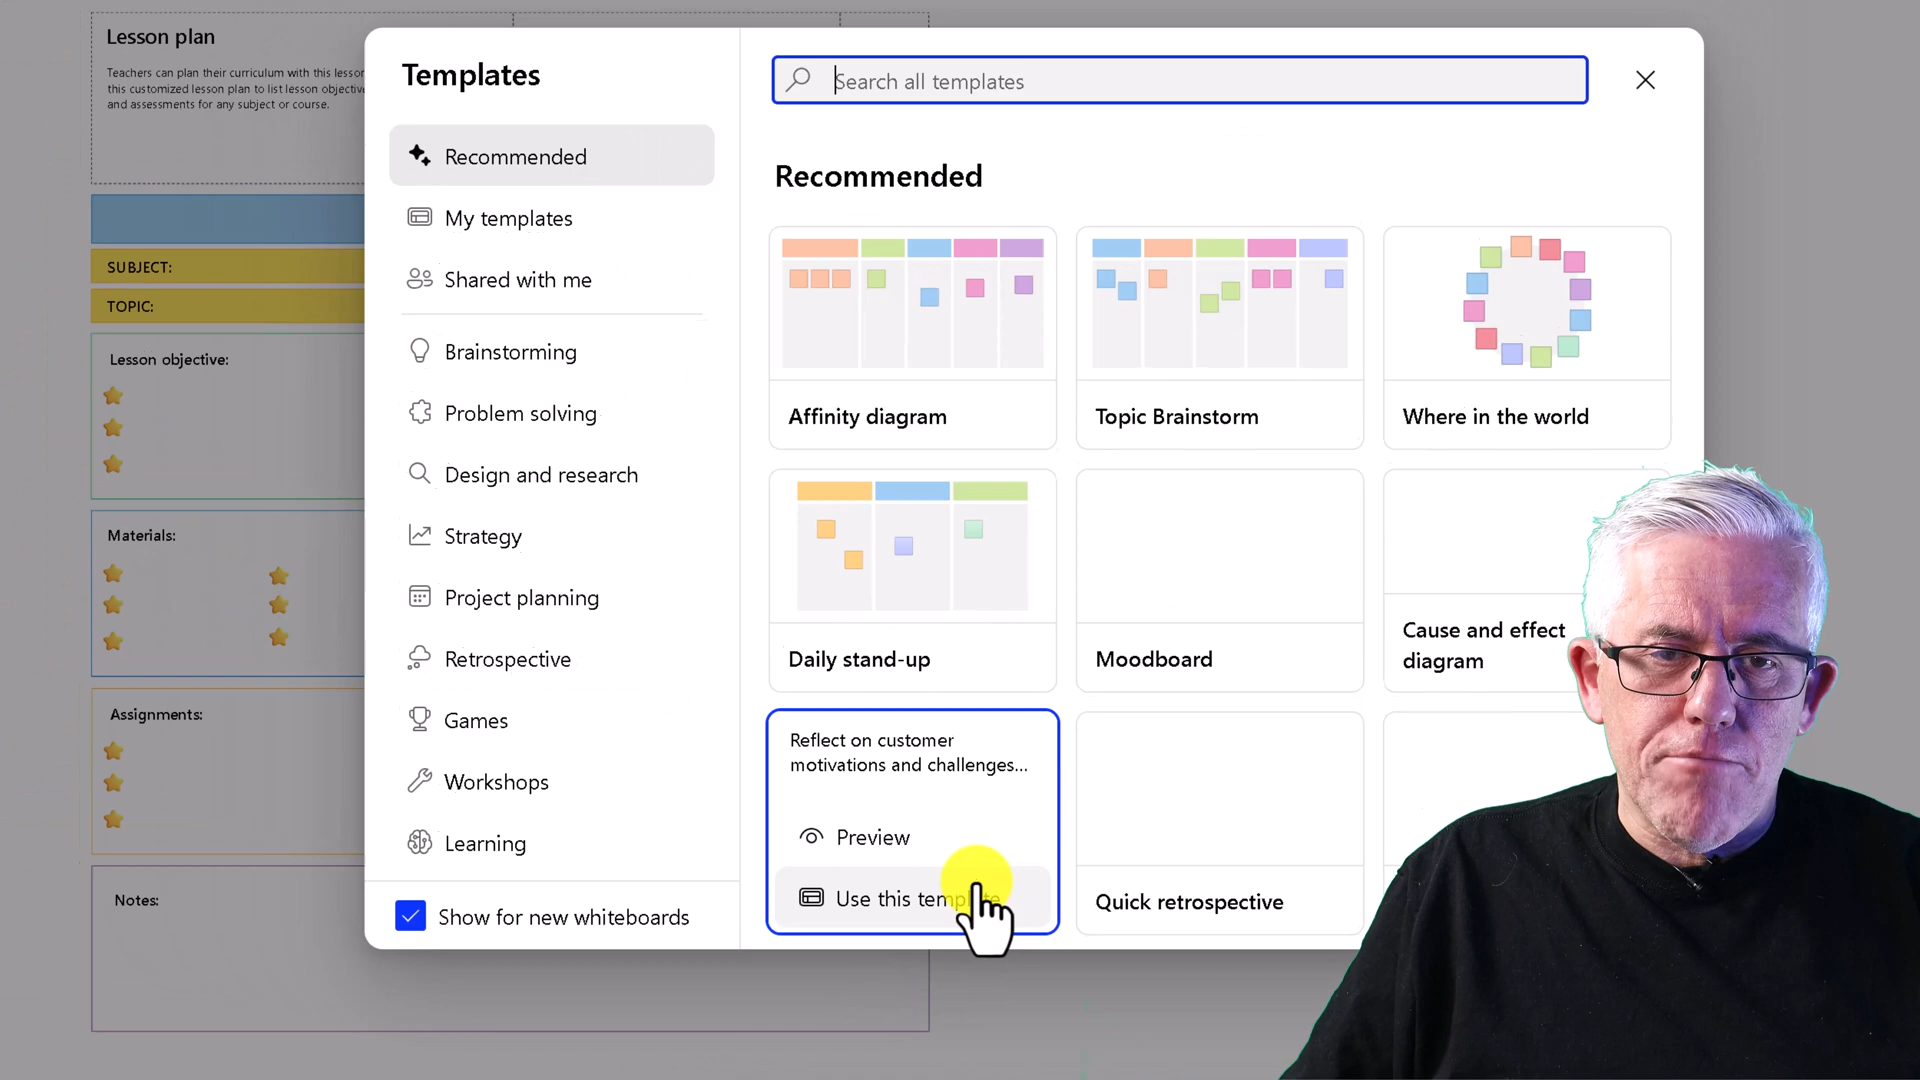 Lesson plan
Teachers can plan their curriculum with this lesson
this customized lesson plan to list lesson objective
and assessments for any subject or course.
SUBJECT:
TOPIC:
Lesson objective:
Materials:
Assignments:
Notes:
Templates
Recommended
My templates
Shared with me
Brainstorming
Problem solving
Design and research
Strategy
Project planning
Retrospective
Games
Workshops
Learning
Show for new whiteboards
Search all templates
Recommended
Affinity diagram
Topic Brainstorm
Where in the world
Daily stand-up
Moodboard
Cause and effect
diagram
Reflect on customer
motivations and challenges...
Preview
Use this template
Quick retrospective